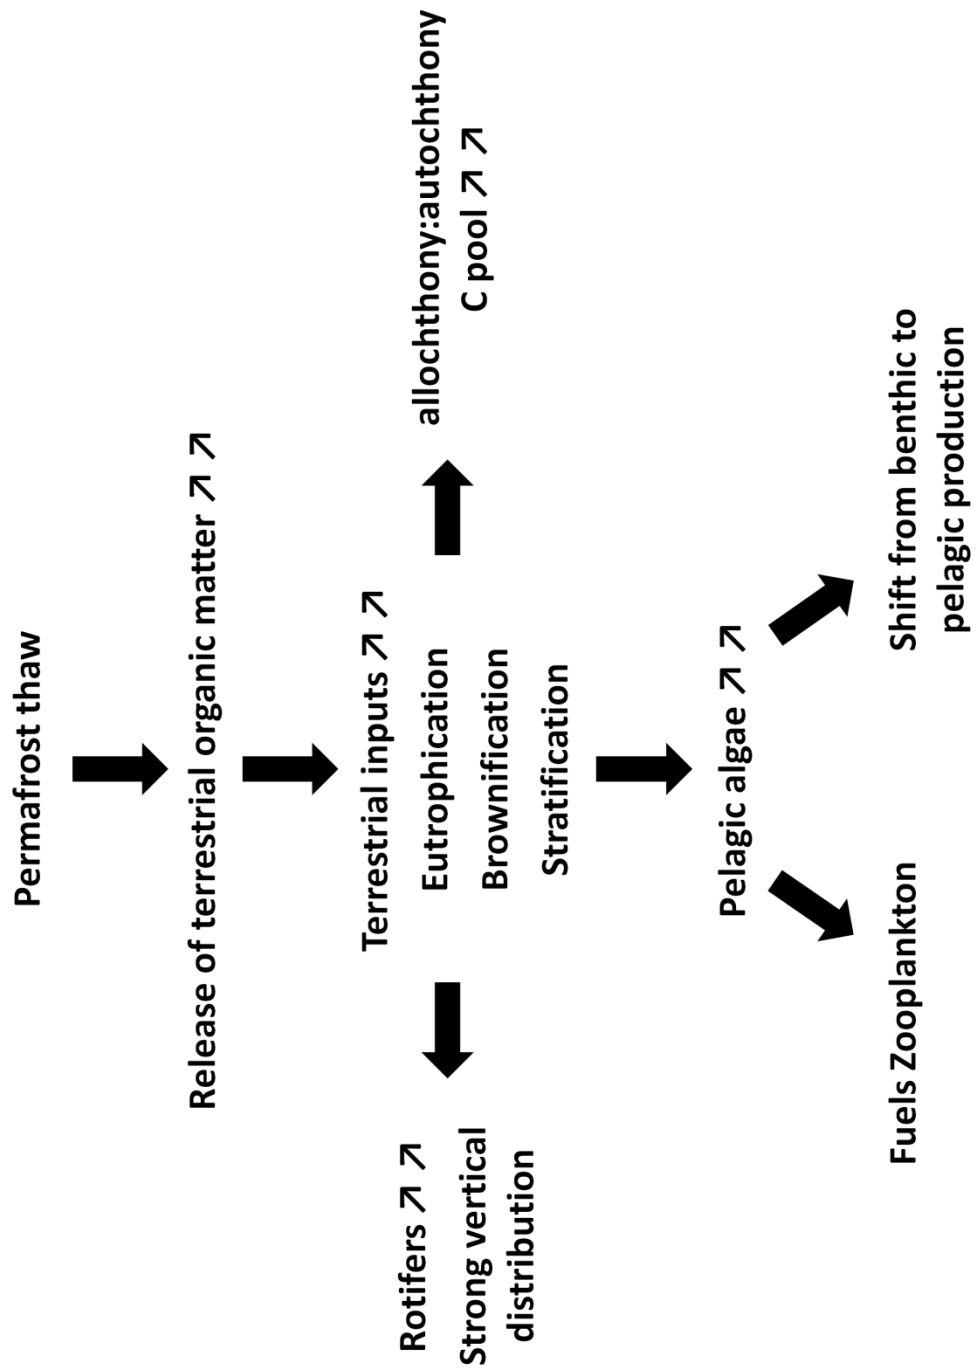 Permafrost thaw
Release of terrestrial organic matter ↗ ↗
Rotifers ↗ ↗
Strong vertical
distribution
Terrestrial inputs ↗ ↗
Eutrophication
Brownification
Stratification
allochthony:autochthony
C pool ↗ ↗
Pelagic algae ↗ ↗
Fuels Zooplankton
Shift from benthic to
pelagic production